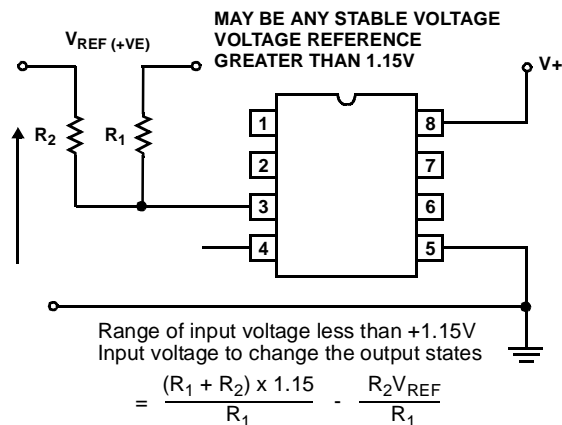 MAY BE ANY STABLE VOLTAGE
VOLTAGE REFERENCE
GREATER THAN 1.15V
VREF (+VE)
V+
R2
R1
1
2
3
4
8
7
6
5
Range of input voltage less than +1.15V
Input voltage to change the output states
= (R1 + R2) x 1.15 / R1 - R2VREF / R1